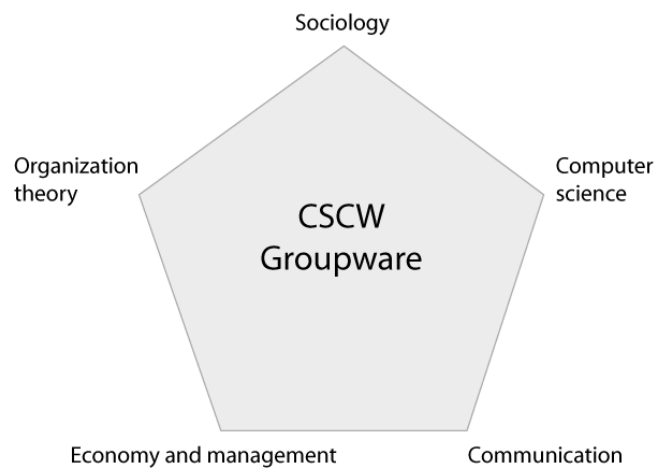 Sociology
Organization
theory
Computer
science
CSCW
Groupware
Economy and management
Communication